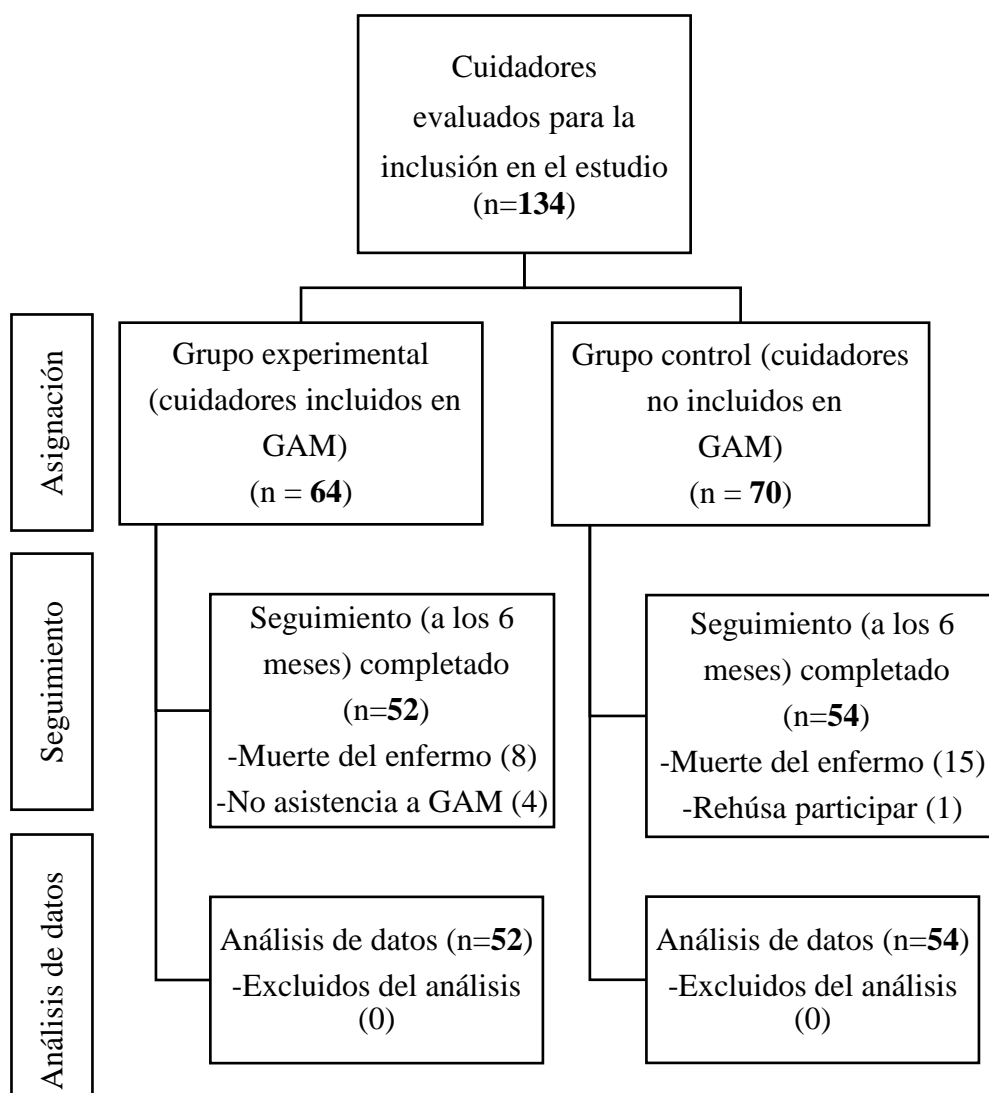 Cuidadores
evaluados para la
inclusión en el estudio
(n=134)
Asignación
Grupo experimental
(cuidadores incluidos en
GAM)
(n = 64)
Grupo control (cuidadores
no incluidos en
GAM)
(n = 70)
Seguimiento
Seguimiento (a los 6
meses) completado
(n=52)
-Muerte del enfermo (8)
-No asistencia a GAM (4)
Seguimiento (a los 6
meses) completado
(n=54)
-Muerte del enfermo (15)
-Rehúsa participar (1)
Análisis de datos
Análisis de datos (n=52)
-Excluidos del análisis
(0)
Análisis de datos (n=54)
-Excluidos del análisis
(0)